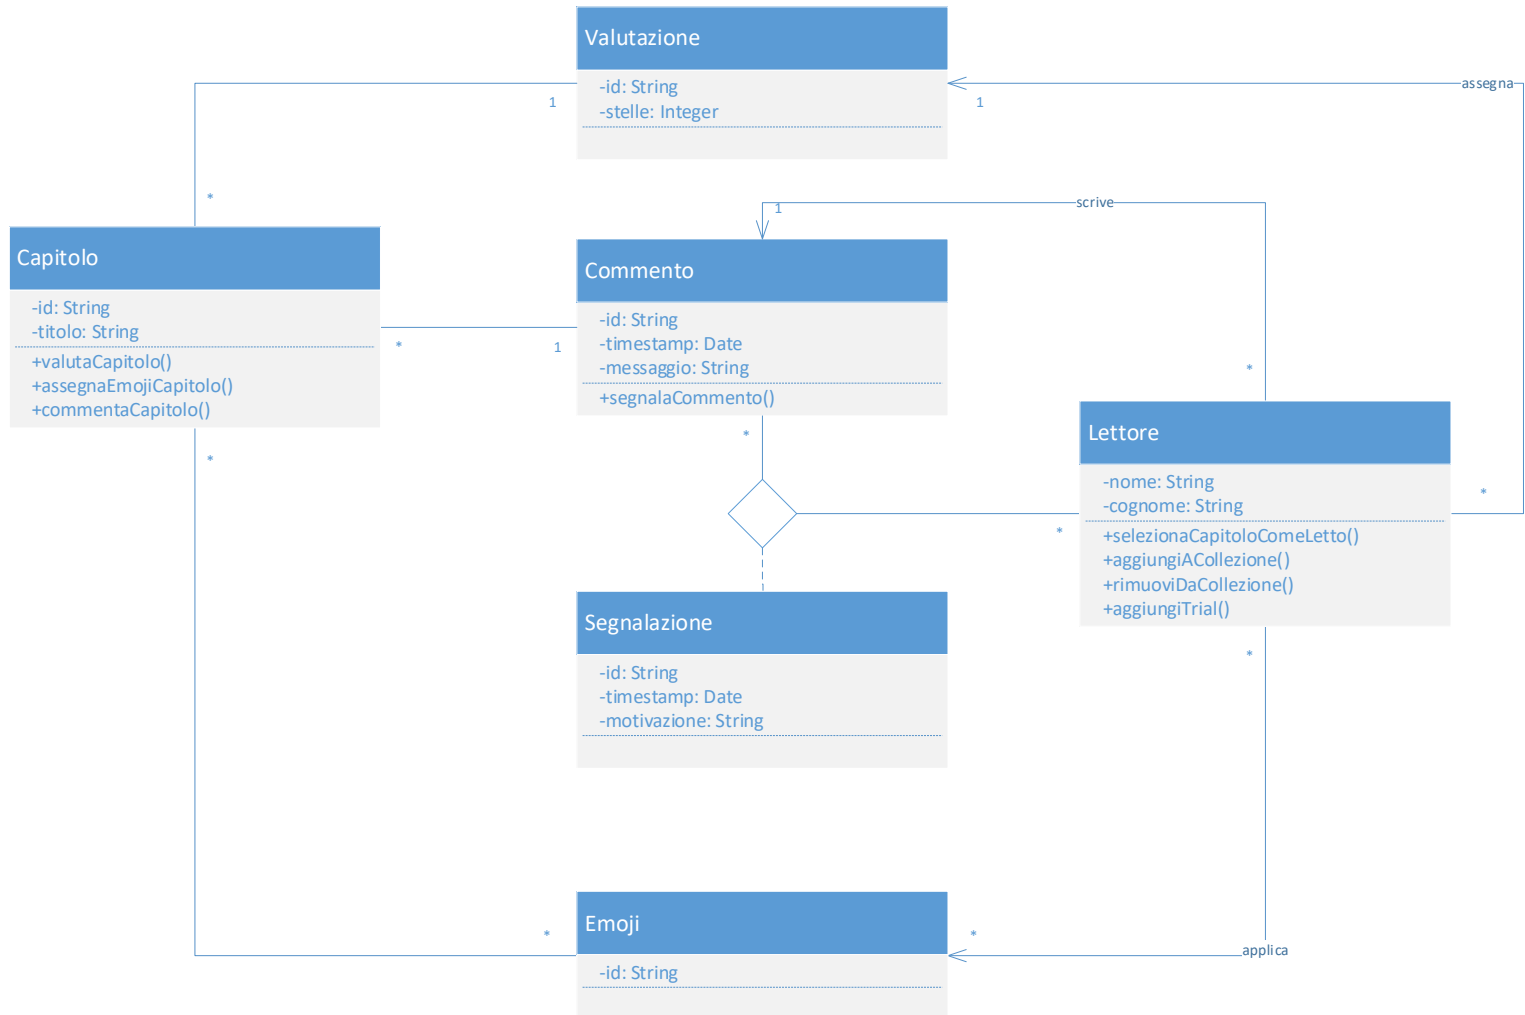 Valutazione
-id: String
-stelle: Integer
assegna
1
1
*
scrive
1
Capitolo
-id: String
-titolo: String
+valutaCapitolo()
+assegnaEmojiCapitolo()
+commentaCapitolo()
*
1
*
Commento
-id: String
-timestamp: Date
-messaggio: String
+segnalaCommento()
*
*
Lettore
-nome: String
-cognome: String
+selezionaCapitoloComeLetto()
+aggiungiACollezione()
+rimuoviDaCollezione()
+aggiungiTrial()
*
*
*
Segnalazione
-id: String
-timestamp: Date
-motivazione: String
Emoji
-id: String
*
*
applica